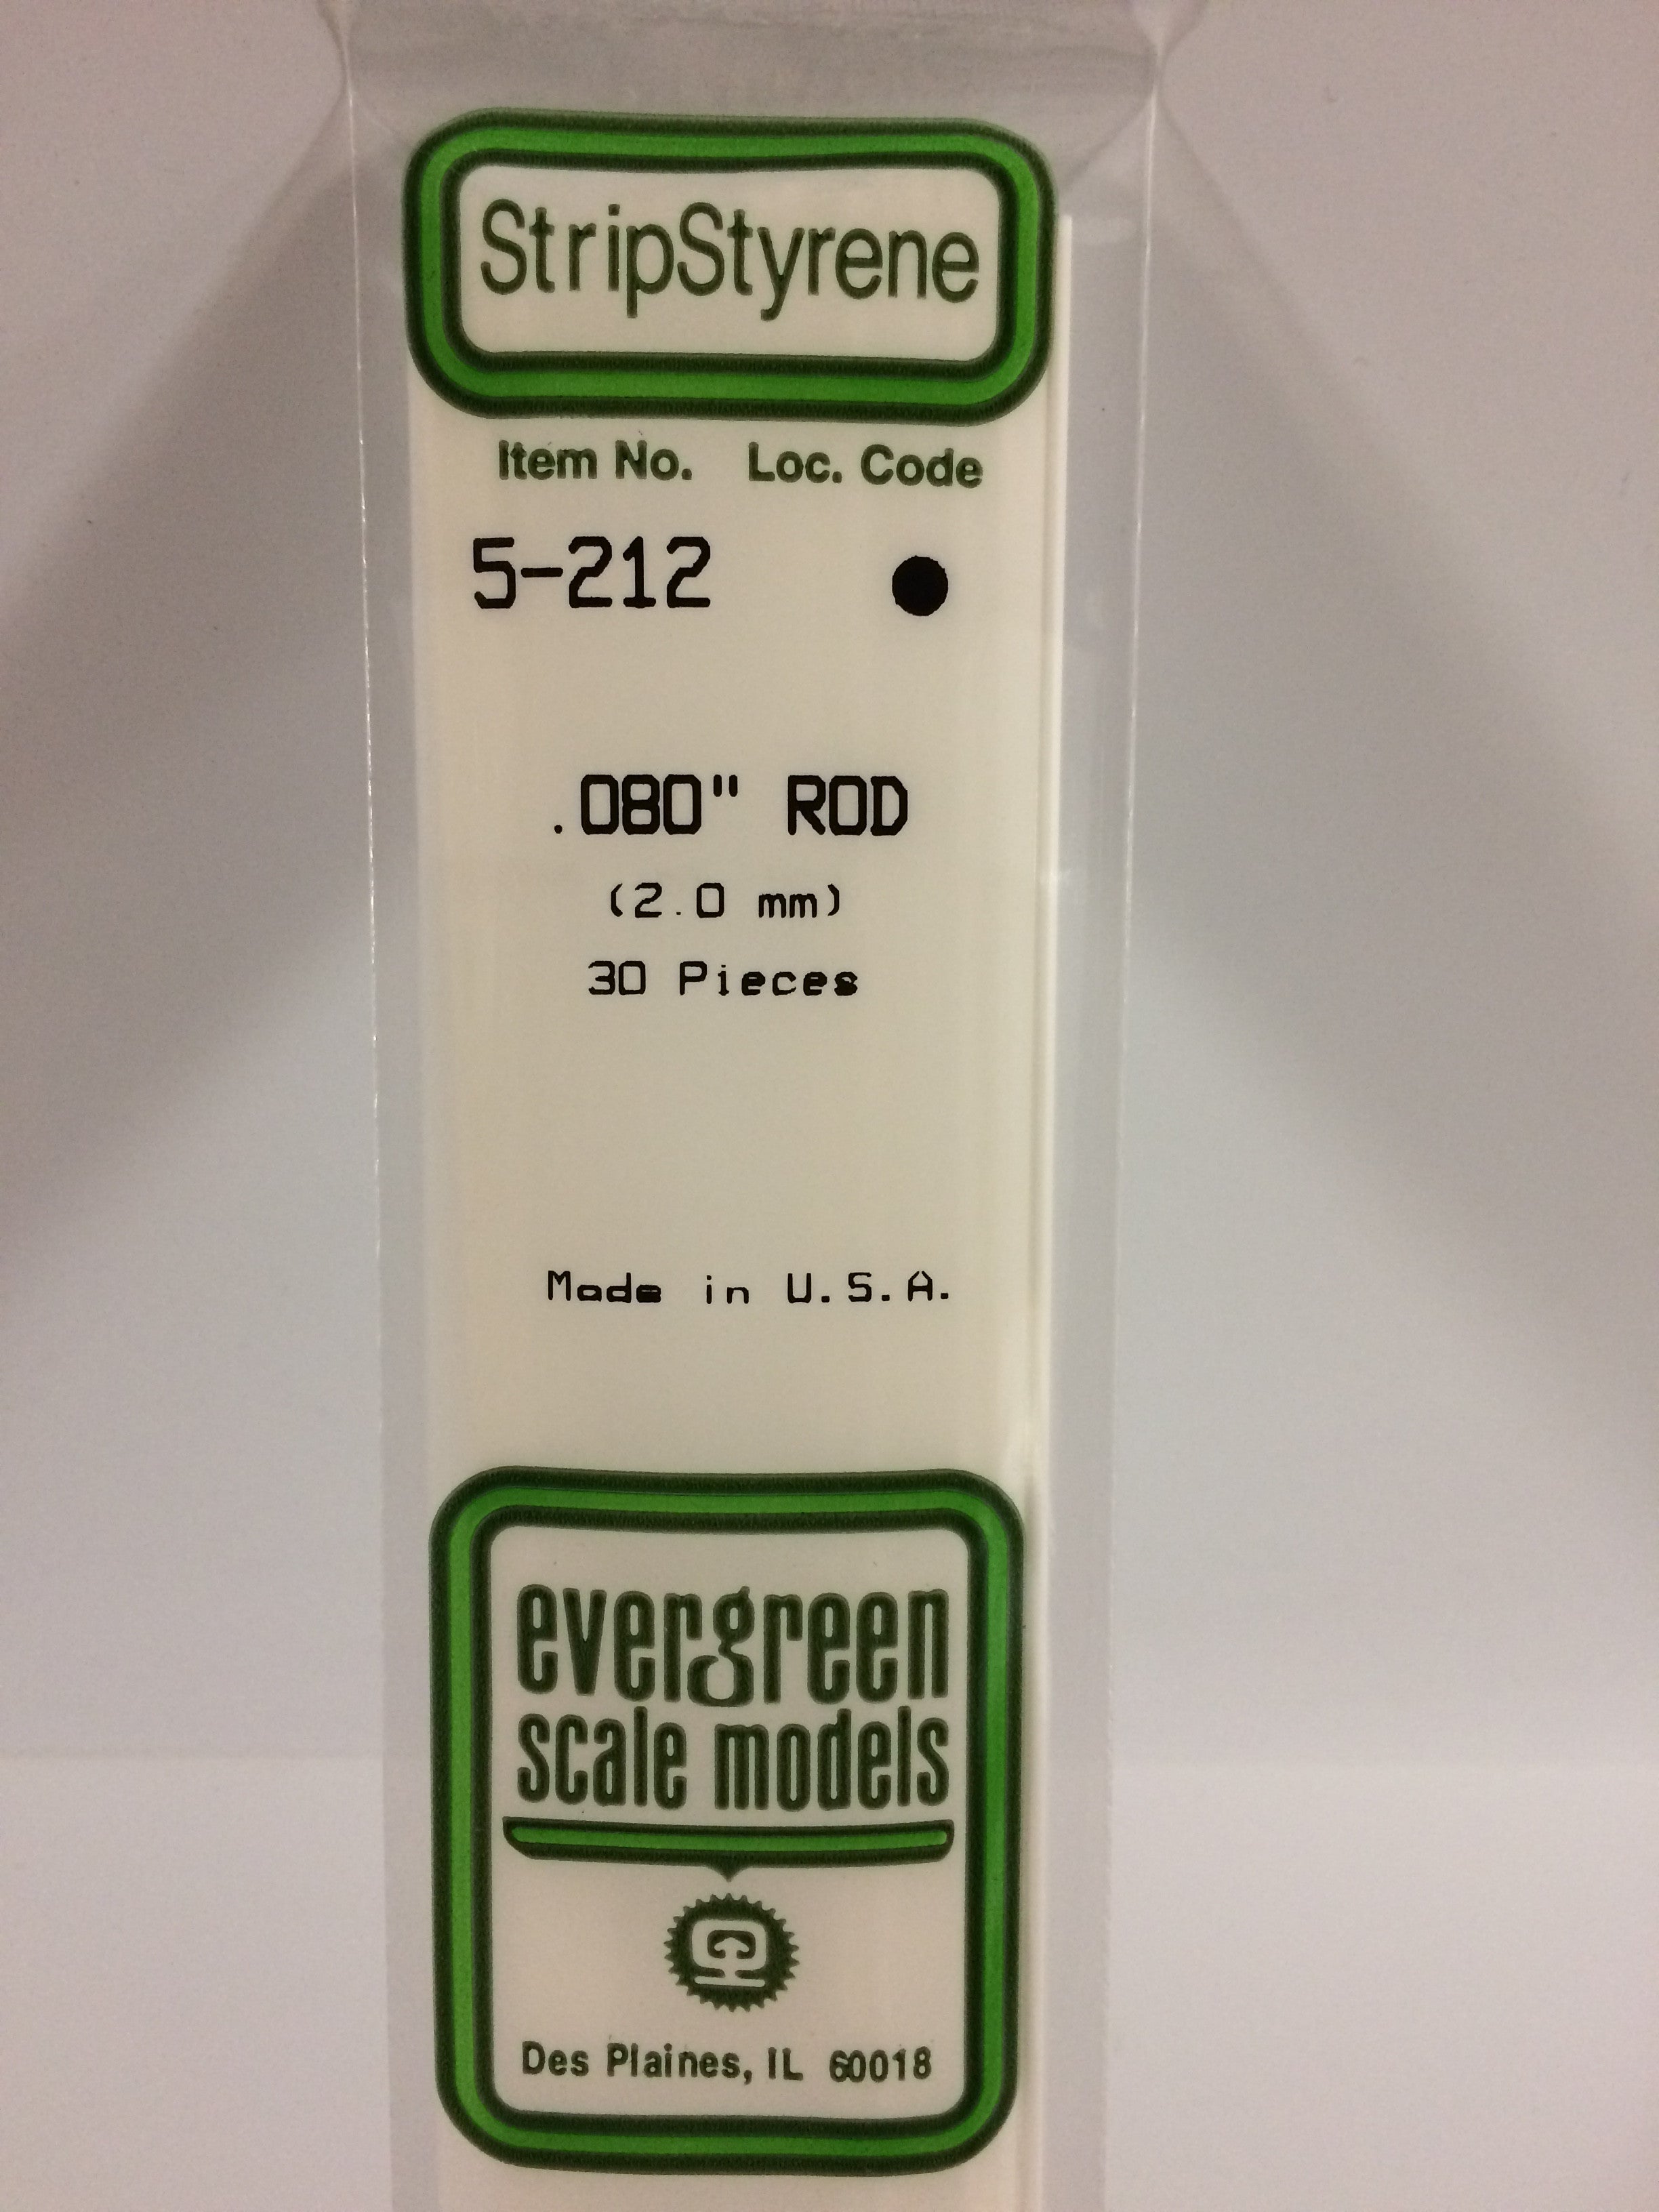 StripStyrene
Item No. Loc. Code
5-212 ●
.080" ROD
(2.0 mm)
30 Pieces
Made in U.S.A.
evergreen
scale models
Des Plaines, IL 60018